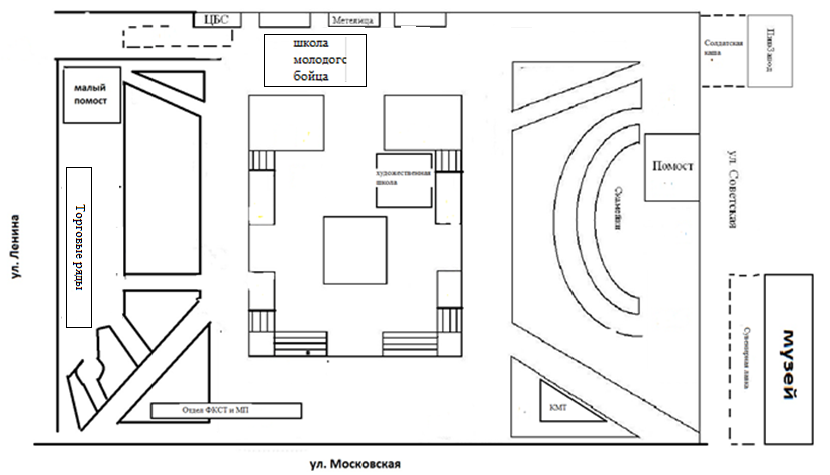 ЦБС
Метелица
школа
молодого
бойца
Солдатская
каша
ПивЗавод
малый
помост
художественная
школа
Помост
Скамейки
ул. Советская
Торговые ряды
ул. Ленина
Сувенирная лавка
музей
Отдел ФКСТ и МП
КМТ
ул. Московская